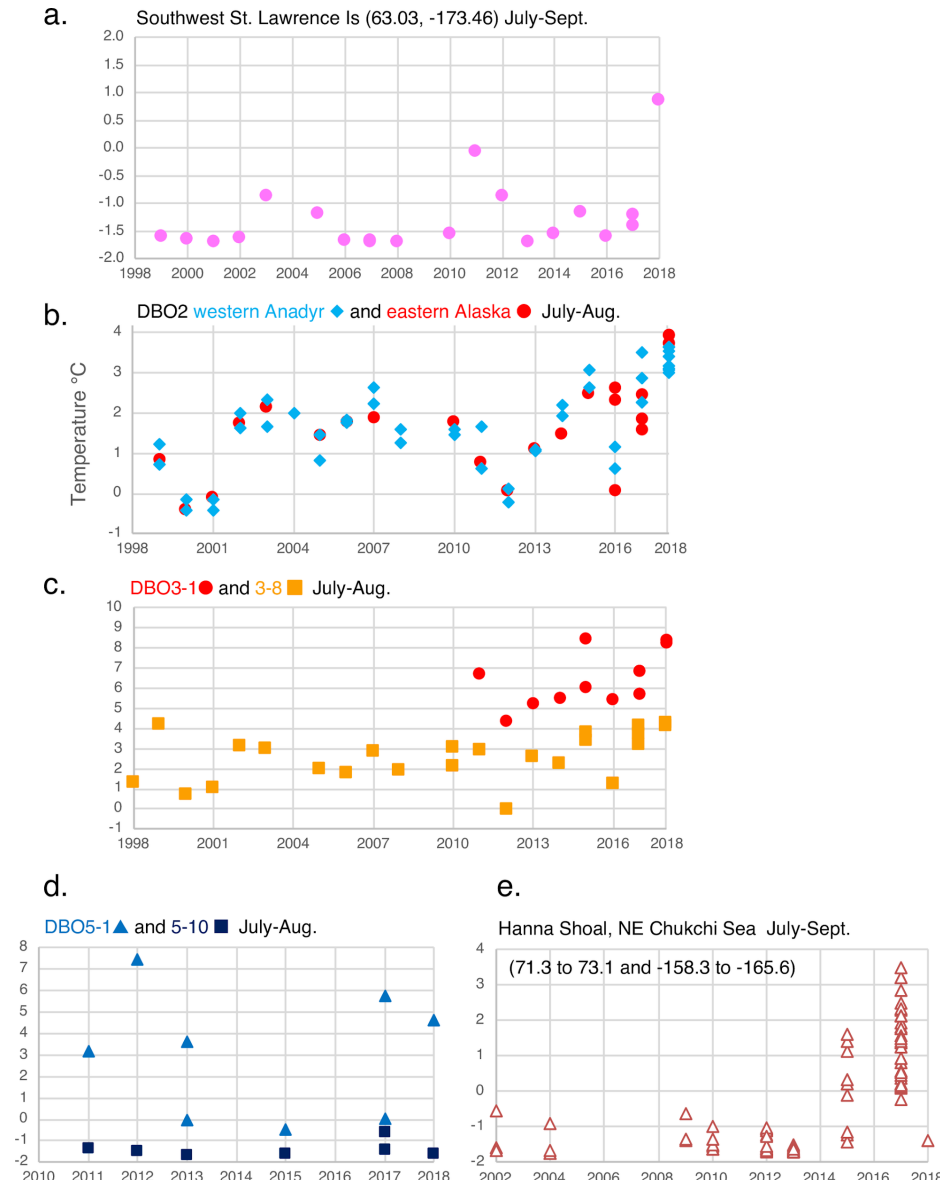 a.
Southwest St. Lawrence Is (63.03, -173.46) July-Sept.
2.0
1.5
1.0
0.5
0.0
-0.5
-1.0
-1.5
-2.0
1998 2000 2002 2004 2006 2008 2010 2012 2014 2016 2018
b.
DBO2 western Anadyr and eastern Alaska July-Aug.
Temperature °C
4
3
2
1
0
-1
1998 2001 2004 2007 2010 2013 2016 2018
c.
DBO3-1 and 3-8 July-Aug.
10
9
8
7
6
5
4
3
2
1
0
-1
1998 2001 2004 2007 2010 2013 2016 2018
d.
DBO5-1 and 5-10 July-Aug.
8
7
6
5
4
3
2
1
0
-1
-2
2010 2011 2012 2013 2014 2015 2016 2017 2018
e.
Hanna Shoal, NE Chukchi Sea July-Sept.
(71.3 to 73.1 and -158.3 to -165.6)
4
3
2
1
0
-1
-2
2002 2004 2006 2008 2010 2012 2014 2016 2018